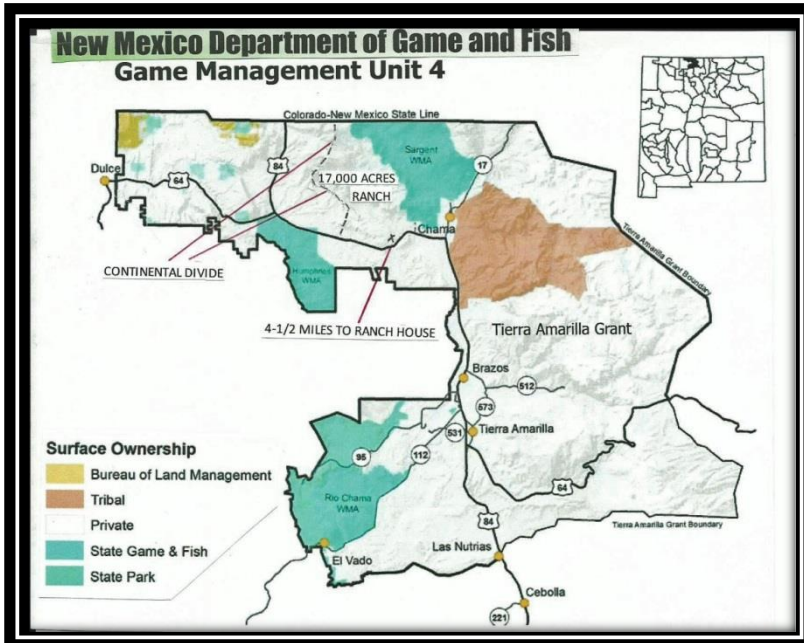 New Mexico Department of Game and Fish
Game Management Unit 4
Colorado-New Mexico State Line
Sargent
WMA
17
84
Dulce
64
17,000 ACRES
RANCH
Chama
Tierra Amarilla Grant Boundary
CONTINENTAL DIVIDE
Humphries
WMA
4-1/2 MILES TO RANCH HOUSE
Tierra Amarilla Grant
Brazos
512
573
531
Tierra Amarilla
Surface Ownership
Bureau of Land Management
Tribal
Private
State Game & Fish
State Park
95
112
64
Rio Chama
WMA
84
Tierra Amarilla Grant Boundary
El Vado
Las Nutrias
Cebolla
221